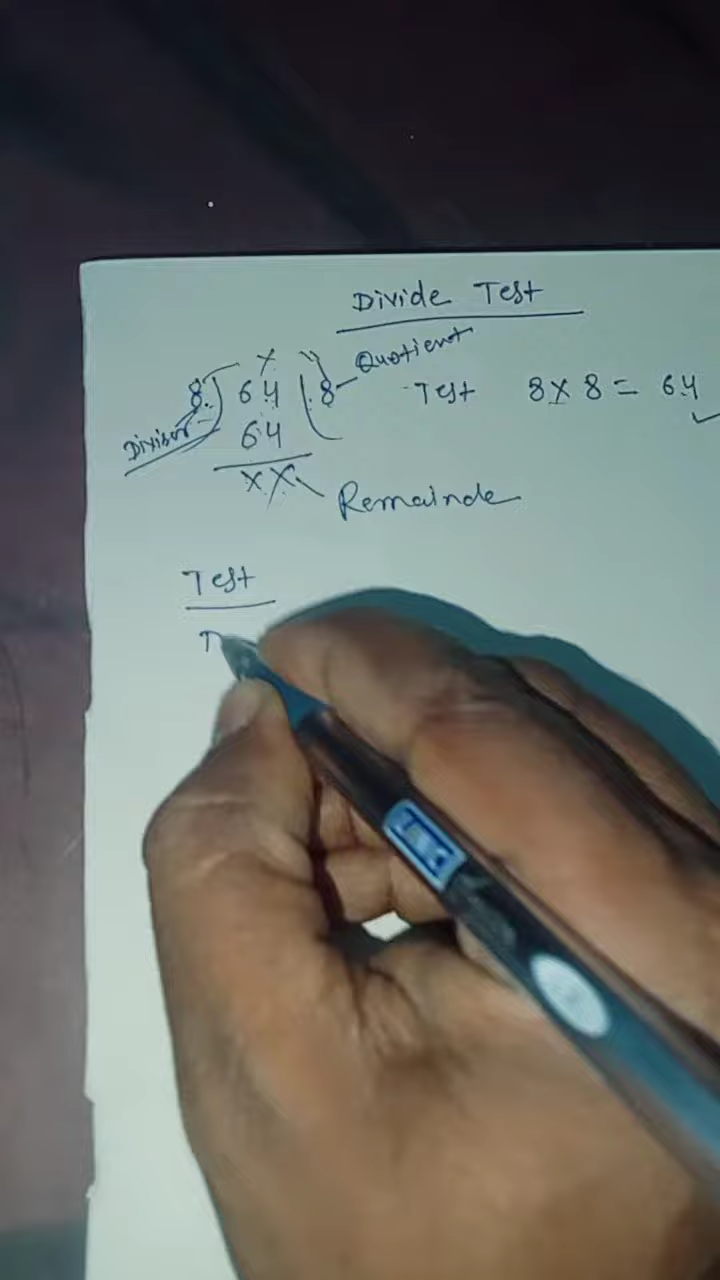 Divide Test
x
8) 64 (8 Quotient Test 8 x 8 = 64
Divisor
64
xx Remainde
Test